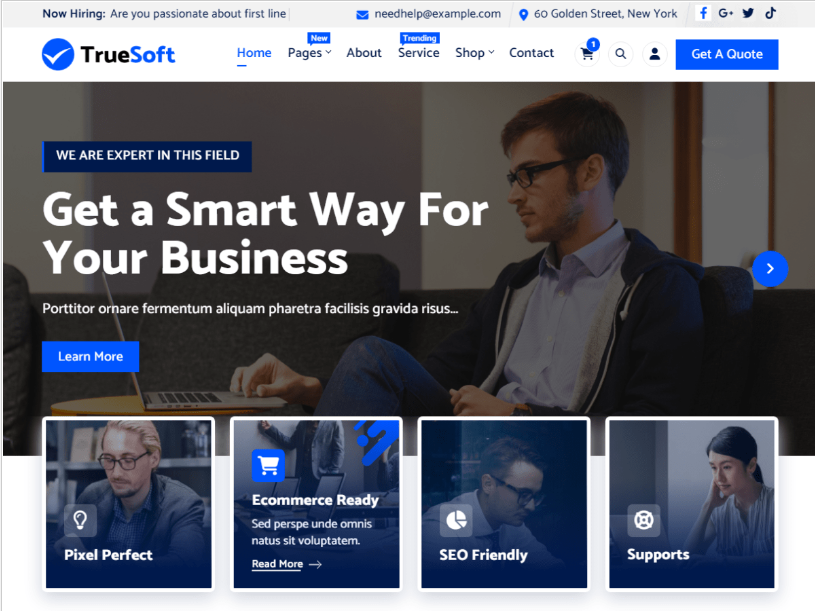 Now Hiring: Are you passionate about first line
needhelp@example.com
60 Golden Street, New York
G+
TrueSoft
Home
New
Pages
About
Trending
Service
Shop
Contact
1
Get A Quote
WE ARE EXPERT IN THIS FIELD
Get a Smart Way For
Your Business
Porttitor ornare fermentum aliquam pharetra facilisis gravida risus...
Learn More
Pixel Perfect
Ecommerce Ready
Sed perspe unde omnis
natus sit voluptatem.
Read More
SEO Friendly
Supports